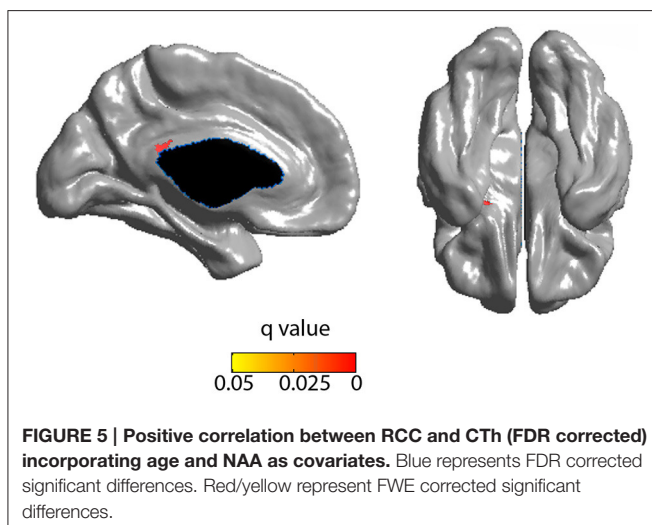 q value
0.05 0.025 0
FIGURE 5 | Positive correlation between RCC and CTh (FDR corrected)
incorporating age and NAA as covariates. Blue represents FDR corrected
significant differences. Red/yellow represent FWE corrected significant
differences.